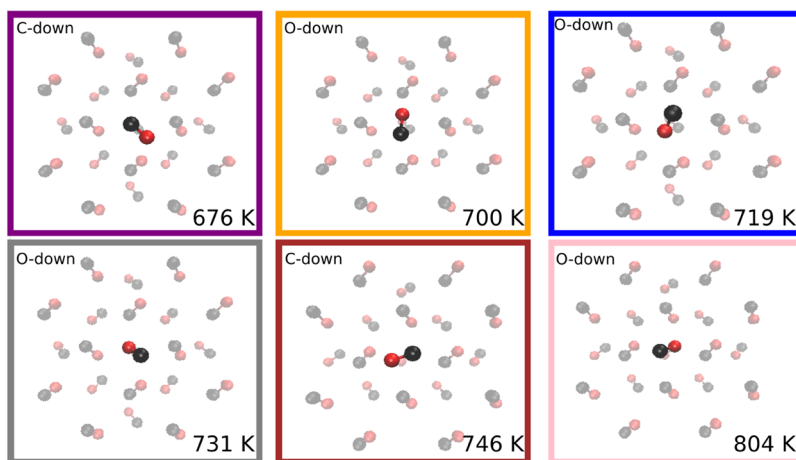 C-down
676 K
O-down
700 K
O-down
719 K
O-down
731 K
C-down
746 K
O-down
804 K